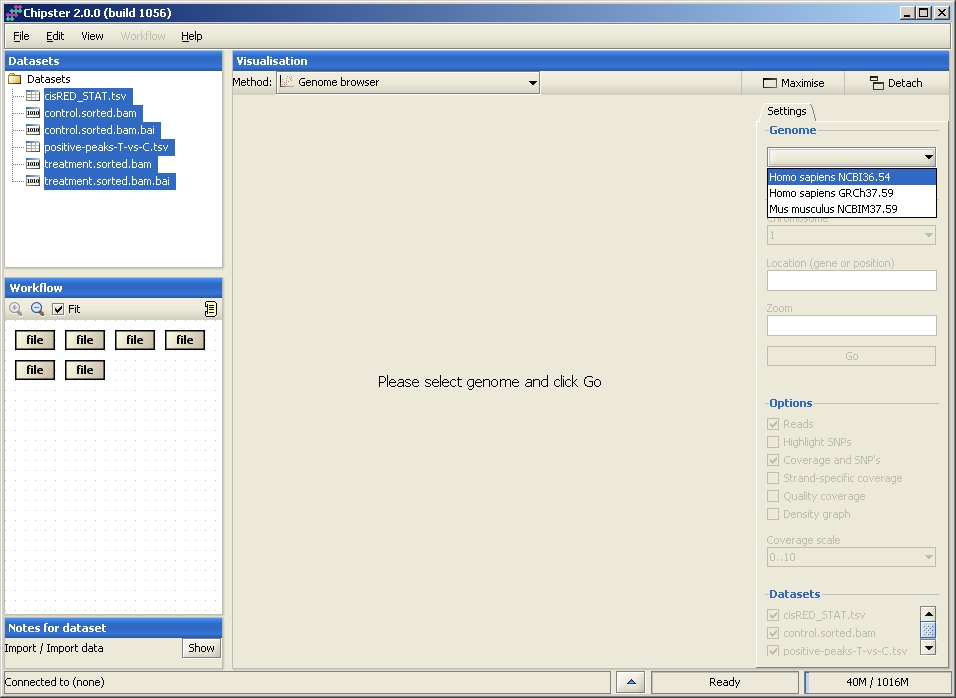 Chipster 2.0.0 (build 1056)
File Edit View Workflow Help
Datasets
Datasets
cisRED_STAT.tsv
control.sorted.bam
control.sorted.bam.bai
positive-peaks-T-vs-C.tsv
treatment.sorted.bam
treatment.sorted.bam.bai
Workflow
Fit
file file file file
file file
Notes for dataset
Import / Import data Show
Visualisation
Method: Genome browser Maximise Detach
Please select genome and click Go
Settings
Genome
Homo sapiens NCBI36.54
Homo sapiens GRCh37.59
Mus musculus NCBIM37.59
Chromosome
1
Location (gene or position)
Zoom
Go
Options
Reads
Highlight SNPs
Coverage and SNP's
Strand-specific coverage
Quality coverage
Density graph
Coverage scale
0..10
Datasets
cisRED_STAT.tsv
control.sorted.bam
positive-peaks-T-vs-C.tsv
Connected to (none) Ready 40M / 1016M